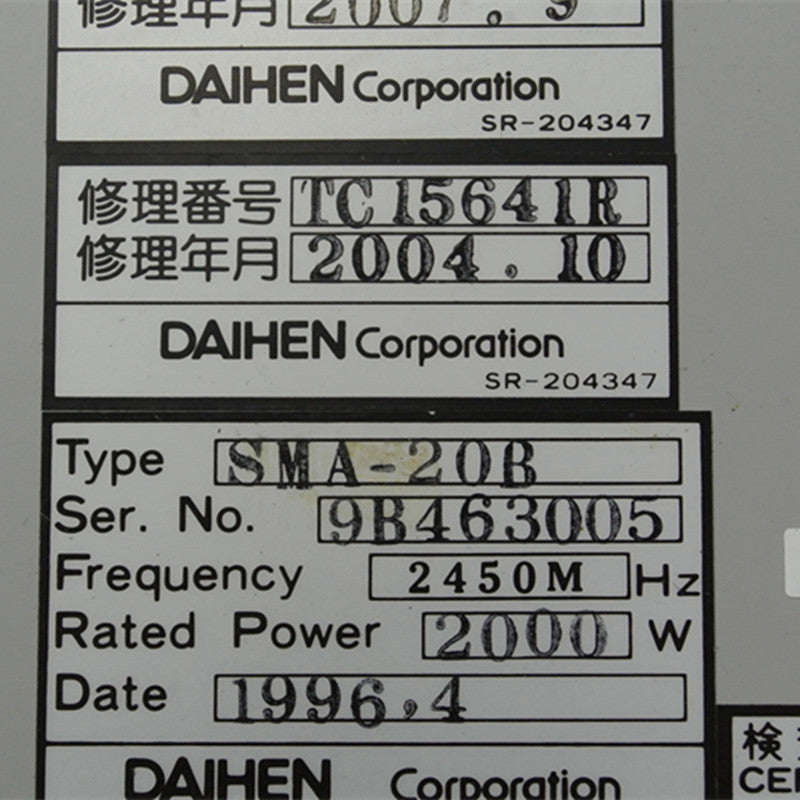 修理年月 2007.9
DAIHEN Corporation
SR-204347
修理番号 TC15641R
修理年月 2004.10
DAIHEN Corporation
SR-204347
Type SMA-20B
Ser. No. 9B463005
Frequency 2450M Hz
Rated Power 2000 W
Date 1996,4
DAIHEN Corporation
検